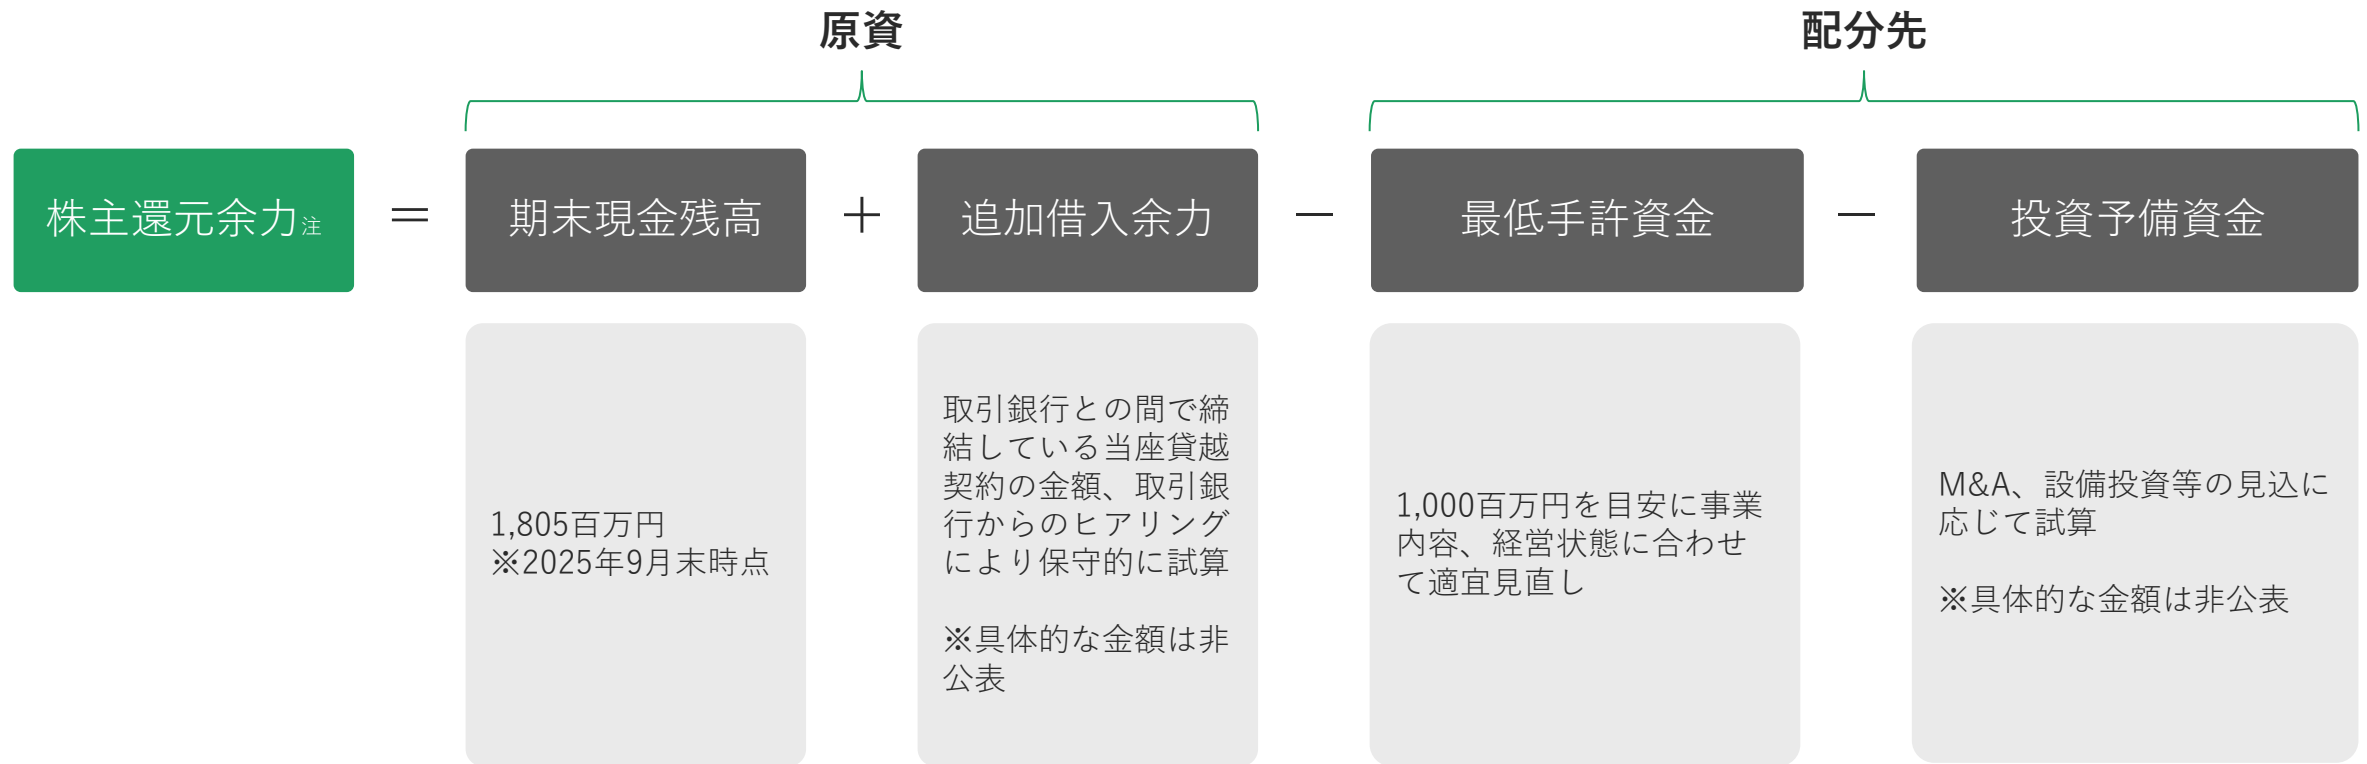 原資
配分先
株主還元余力注
＝
期末現金残高
＋
追加借入余力
－
最低手許資金
－
投資予備資金
1,805百万円
※2025年9月末時点
取引銀行との間で締
結している当座貸越
契約の金額、取引銀
行からのヒアリング
により保守的に試算
※具体的な金額は非
公表
1,000百万円を目安に事業
内容、経営状態に合わせ
て適宜見直し
M&A、設備投資等の見込に
応じて試算
※具体的な金額は非公表